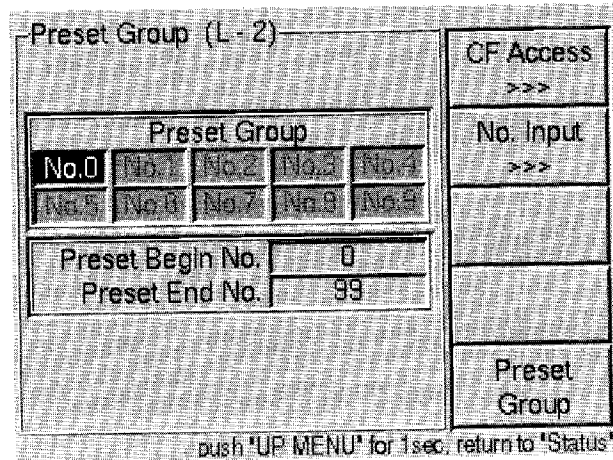 Preset Group (L - 2)
Preset Group
No.0 No.1 No.2 No.3 No.4
No.5 No.6 No.7 No.8 No.9
Preset Begin No. 0
Preset End No. 99
CF Access
>>>
No. Input
>>>
Preset
Group
push "UP MENU" for 1sec, return to "Status"